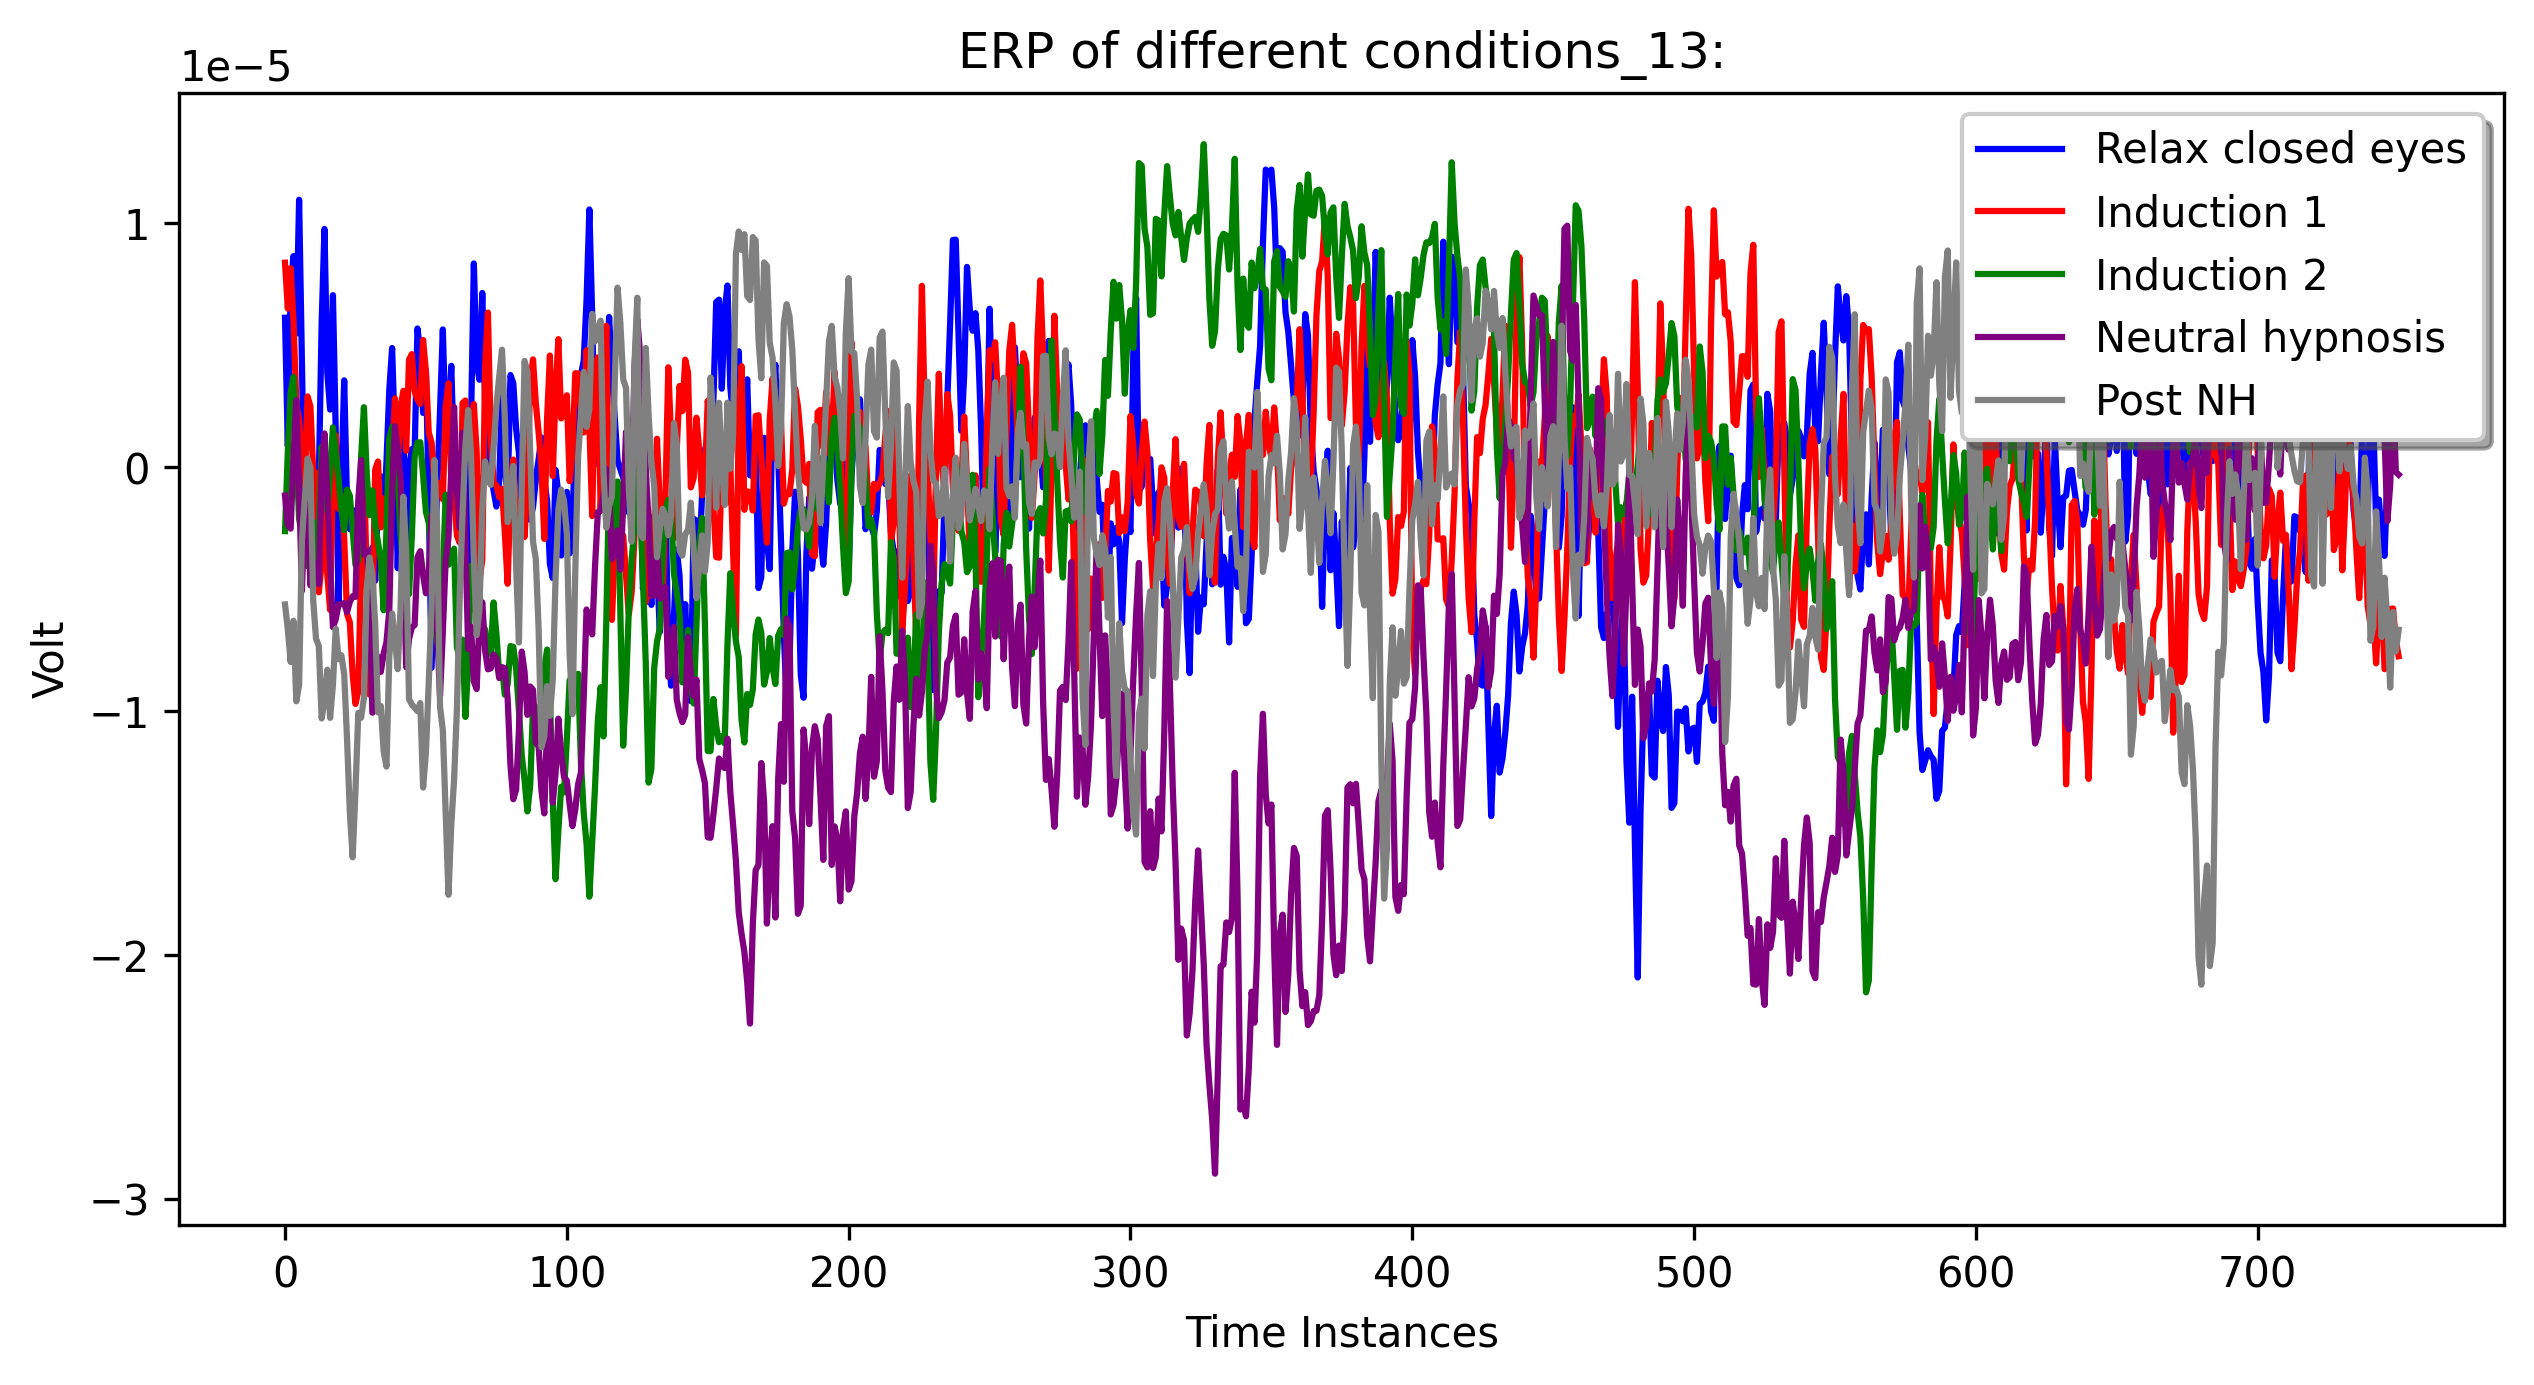 ERP of different conditions_13:
1e−5
Relax closed eyes
Induction 1
Induction 2
Neutral hypnosis
Post NH
1
0
−1
−2
−3
Volt
0 100 200 300 400 500 600 700
Time Instances